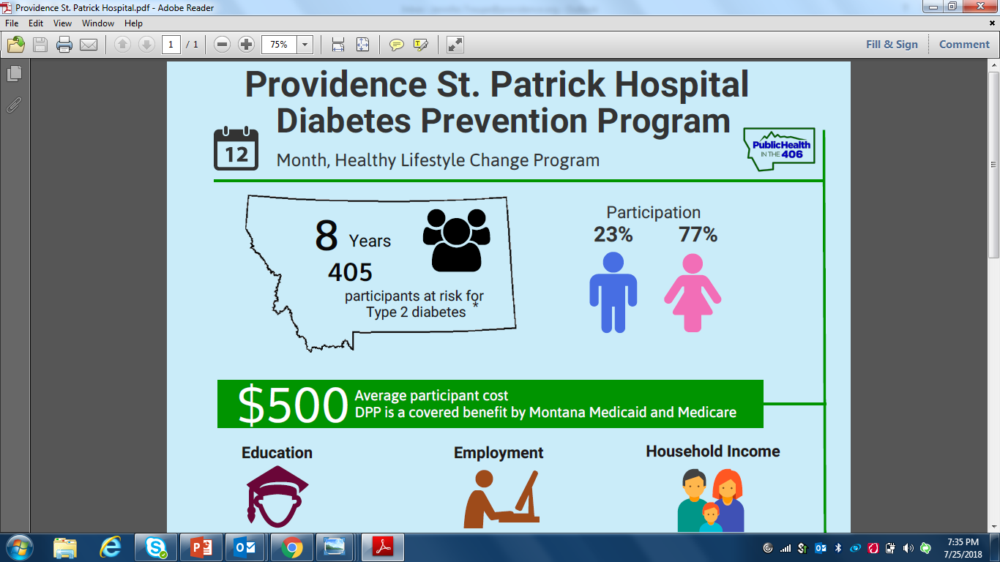 Providence St. Patrick Hospital.pdf - Adobe Reader
File Edit View Window Help
1 / 1 75% Fill & Sign Comment
Providence St. Patrick Hospital
Diabetes Prevention Program
12
Month, Healthy Lifestyle Change Program
PublicHealth
IN THE 406
8 Years
405
participants at risk for
Type 2 diabetes *
Participation
23% 77%
$500
Average participant cost
DPP is a covered benefit by Montana Medicaid and Medicare
Education Employment Household Income
7:35 PM
7/25/2018